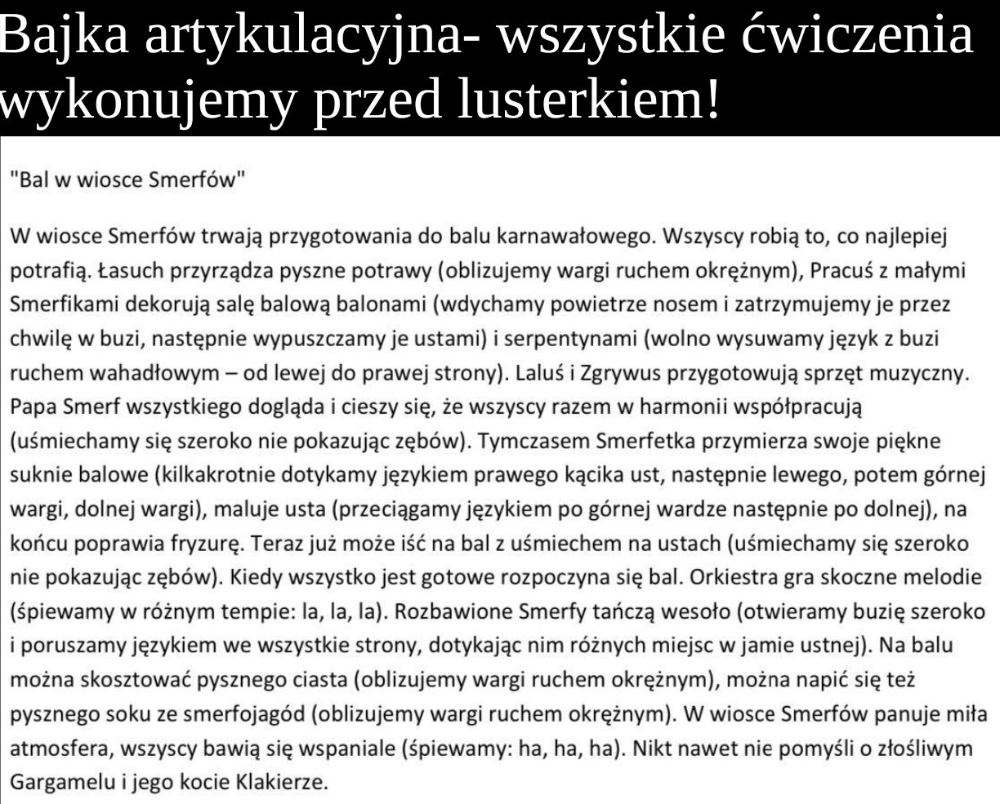 Bajka artykulacyjna- wszystkie ćwiczenia
wykonujemy przed lusterkiem!
"Bal w wiosce Smerfów"
W wiosce Smerfów trwają przygotowania do balu karnawałowego. Wszyscy robią to, co najlepiej
potrafią. Łasuch przyrządza pyszne potrawy (oblizujemy wargi ruchem okrężnym), Pracuś z małymi
Smerfikami dekorują salę balową balonami (wdychamy powietrze nosem i zatrzymujemy je przez
chwilę w buzi, następnie wypuszczamy je ustami) i serpentynami (wolno wysuwamy język z buzi
ruchem wahadłowym – od lewej do prawej strony). Laluś i Zgrywus przygotowują sprzęt muzyczny.
Papa Smerf wszystkiego dogląda i cieszy się, że wszyscy razem w harmonii współpracują
(uśmiechamy się szeroko nie pokazując zębów). Tymczasem Smerfetka przymierza swoje piękne
suknie balowe (kilkakrotnie dotykamy językiem prawego kącika ust, następnie lewego, potem górnej
wargi, dolnej wargi), maluje usta (przeciągamy językiem po górnej wardze następnie po dolnej), na
końcu poprawia fryzurę. Teraz już może iść na bal z uśmiechem na ustach (uśmiechamy się szeroko
nie pokazując zębów). Kiedy wszystko jest gotowe rozpoczyna się bal. Orkiestra gra skoczne melodie
(śpiewamy w różnym tempie: la, la, la). Rozbawione Smerfy tańczą wesoło (otwieramy buzię szeroko
i poruszamy językiem we wszystkie strony, dotykając nim różnych miejsc w jamie ustnej). Na balu
można skosztować pysznego ciasta (oblizujemy wargi ruchem okrężnym), można napić się też
pysznego soku ze smerfojagód (oblizujemy wargi ruchem okrężnym). W wiosce Smerfów panuje miła
atmosfera, wszyscy bawią się wspaniale (śpiewamy: ha, ha, ha). Nikt nawet nie pomyśli o złośliwym
Gargamelu i jego kocie Klakierze.